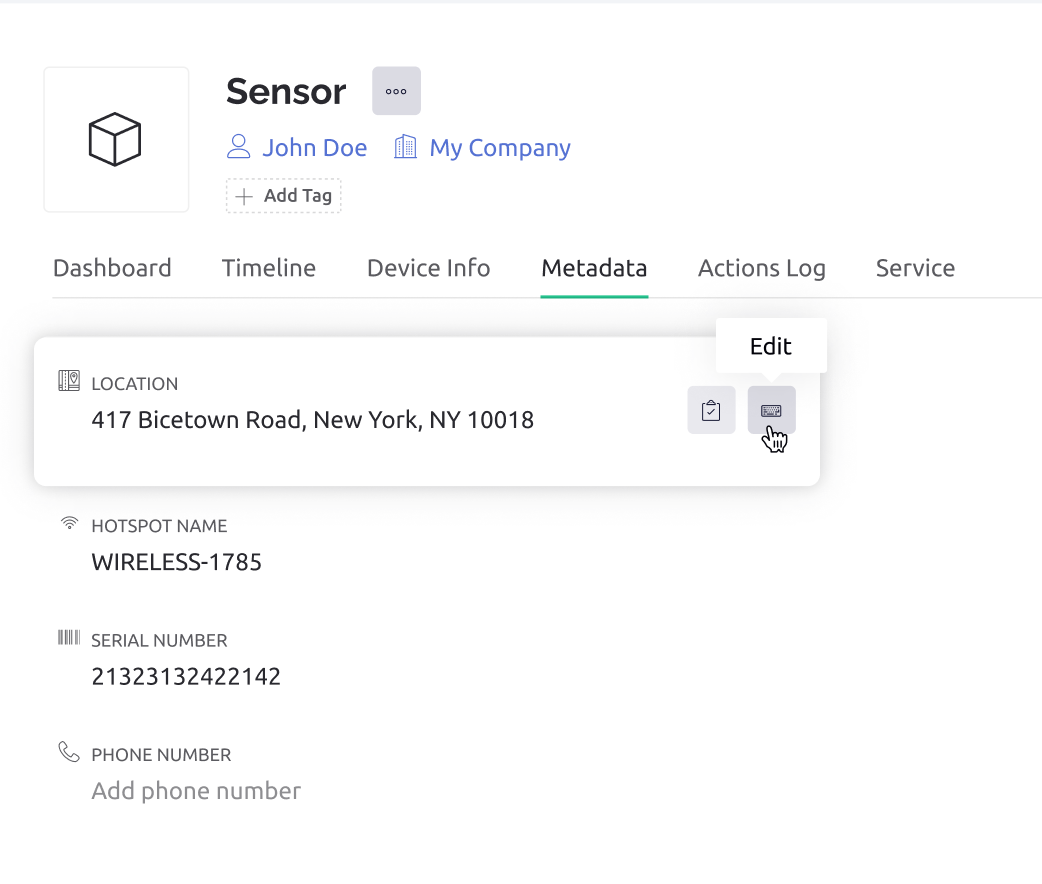 Sensor
John Doe My Company
Add Tag
Dashboard Timeline Device Info Metadata Actions Log Service
Edit
LOCATION
417 Bicetown Road, New York, NY 10018
HOTSPOT NAME
WIRELESS-1785
SERIAL NUMBER
21323132422142
PHONE NUMBER
Add phone number